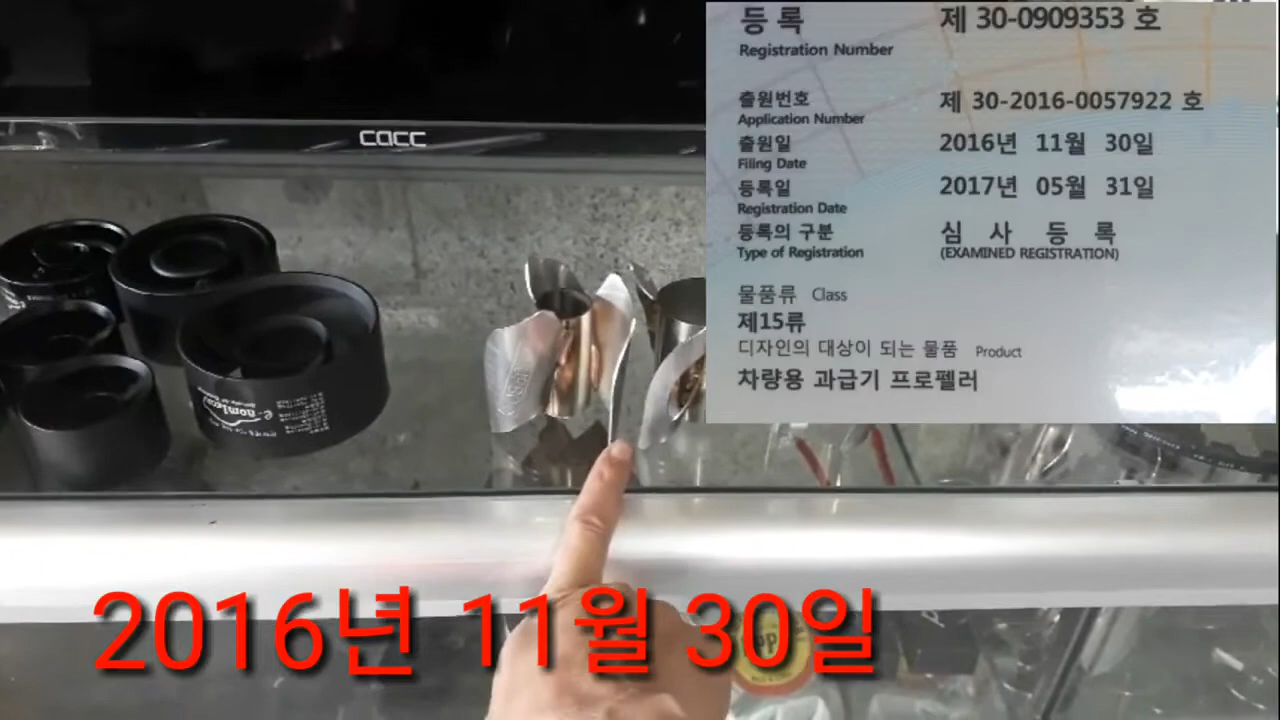 등 록 제 30-0909353 호
Registration Number
출원번호 제 30-2016-0057922 호
Application Number
출원일 2016년 11월 30일
Filing Date
등록일 2017년 05월 31일
Registration Date
등록의 구분 심 사 등 록
Type of Registration (EXAMINED REGISTRATION)
물품류 Class
제15류
디자인의 대상이 되는 물품 Product
차량용 과급기 프로펠러
cacc
2016년 11월 30일